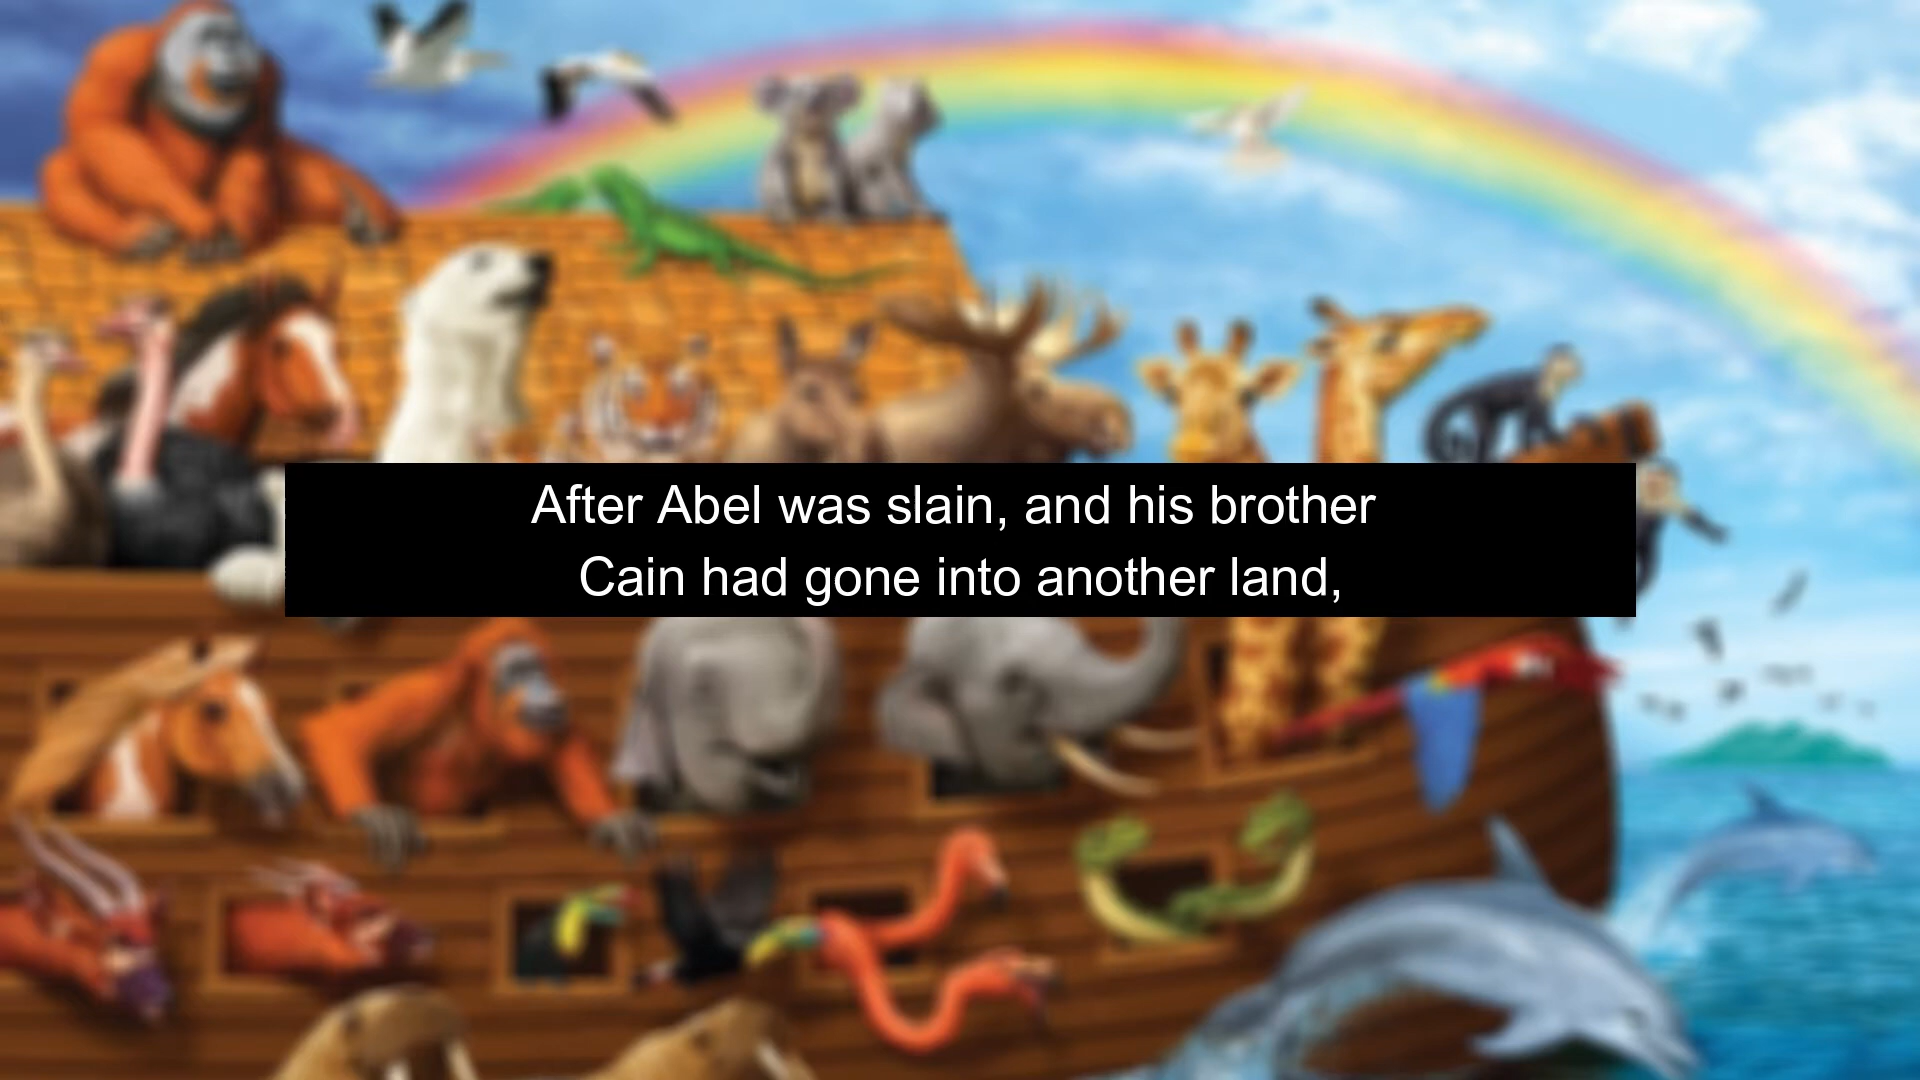 After Abel was slain, and his brother
Cain had gone into another land,